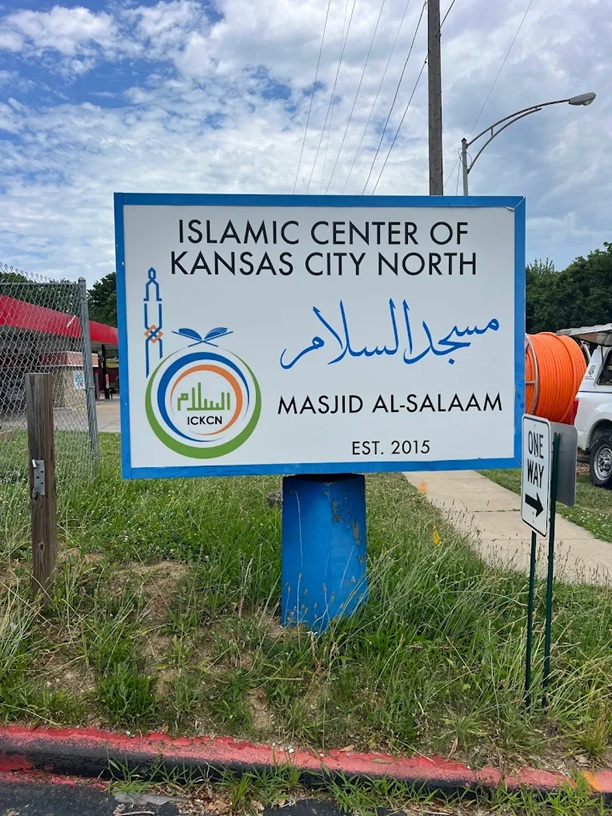 ISLAMIC CENTER OF
KANSAS CITY NORTH
مسجد السلام
السلام
ICKCN
MASJID AL-SALAAM
EST. 2015
ONE
WAY